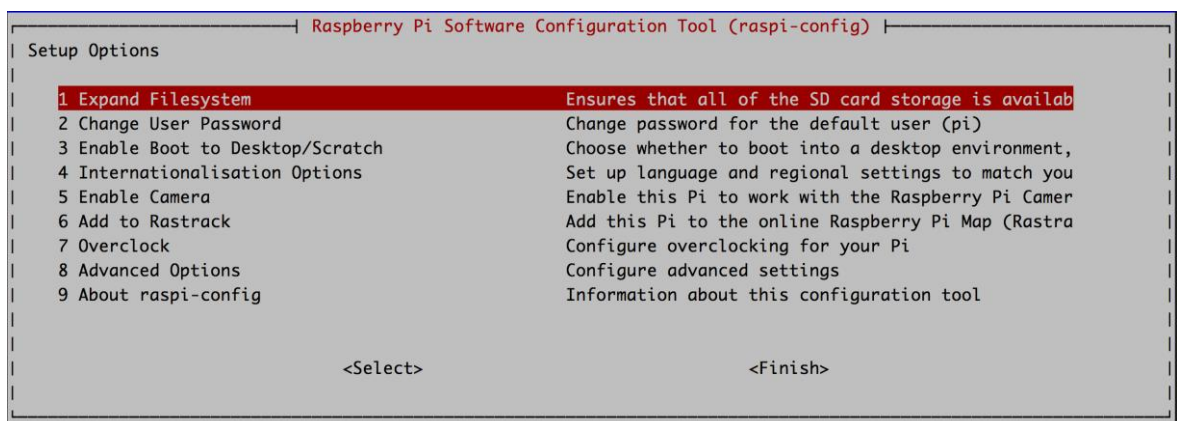 Raspberry Pi Software Configuration Tool (raspi-config)
Setup Options
1 Expand Filesystem Ensures that all of the SD card storage is availab
2 Change User Password Change password for the default user (pi)
3 Enable Boot to Desktop/Scratch Choose whether to boot into a desktop environment,
4 Internationalisation Options Set up language and regional settings to match you
5 Enable Camera Enable this Pi to work with the Raspberry Pi Camer
6 Add to Rastrack Add this Pi to the online Raspberry Pi Map (Rastra
7 Overclock Configure overclocking for your Pi
8 Advanced Options Configure advanced settings
9 About raspi-config Information about this configuration tool
<Select> <Finish>